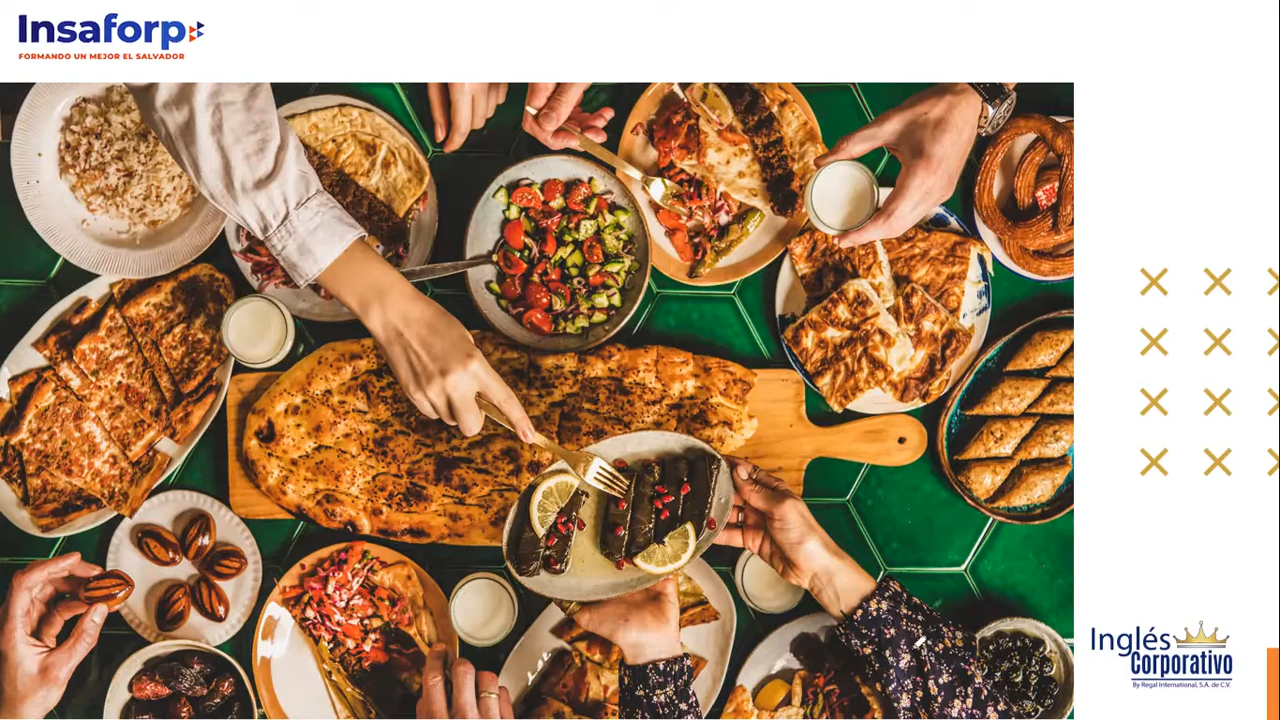 Insaforp
FORMANDO UN MEJOR EL SALVADOR
Inglés
Corporativo
By Regal International, S.A. de C.V.